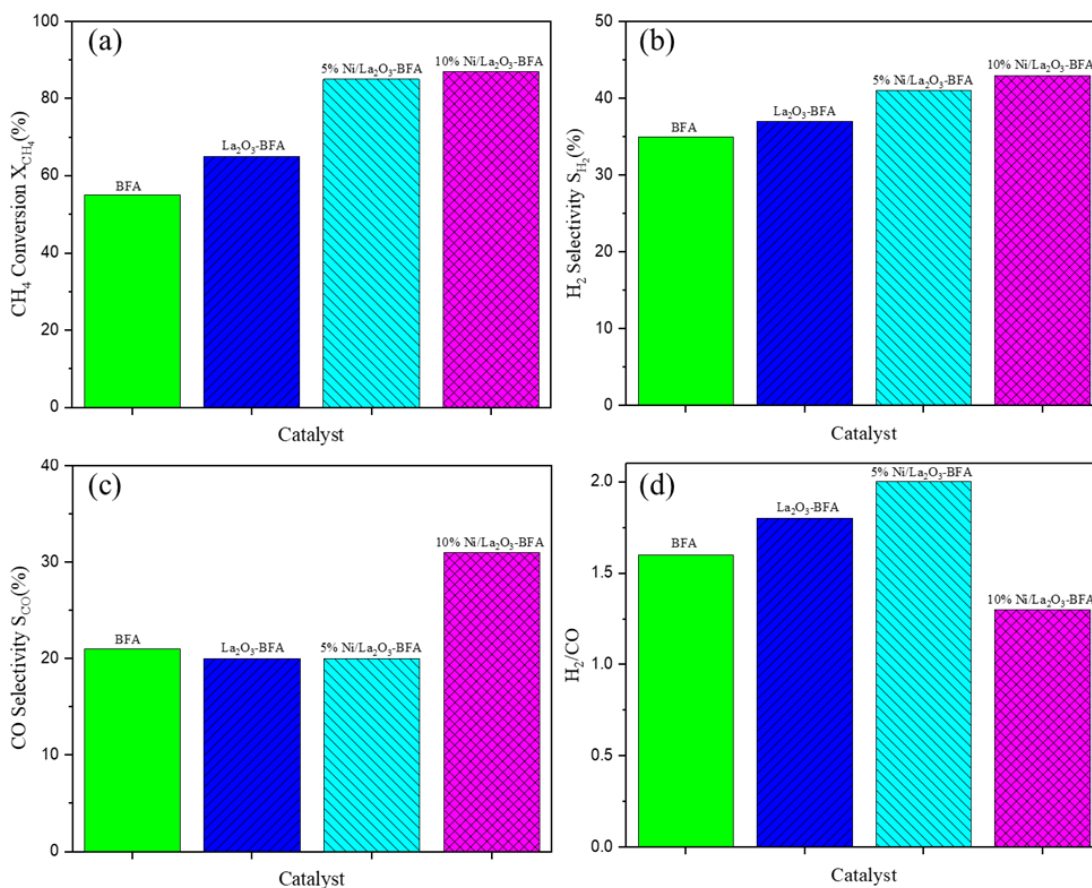 (a)
CH₄ Conversion X_CH₄(%)
100
80
60
40
20
0
BFA
La₂O₃-BFA
5% Ni/La₂O₃-BFA
10% Ni/La₂O₃-BFA
Catalyst
(b)
H₂ Selectivity S_H₂(%)
50
40
30
20
10
0
BFA
La₂O₃-BFA
5% Ni/La₂O₃-BFA
10% Ni/La₂O₃-BFA
Catalyst
(c)
CO Selectivity S_CO(%)
40
30
20
10
0
BFA
La₂O₃-BFA
5% Ni/La₂O₃-BFA
10% Ni/La₂O₃-BFA
Catalyst
(d)
H₂/CO
2.0
1.5
1.0
0.5
0.0
BFA
La₂O₃-BFA
5% Ni/La₂O₃-BFA
10% Ni/La₂O₃-BFA
Catalyst